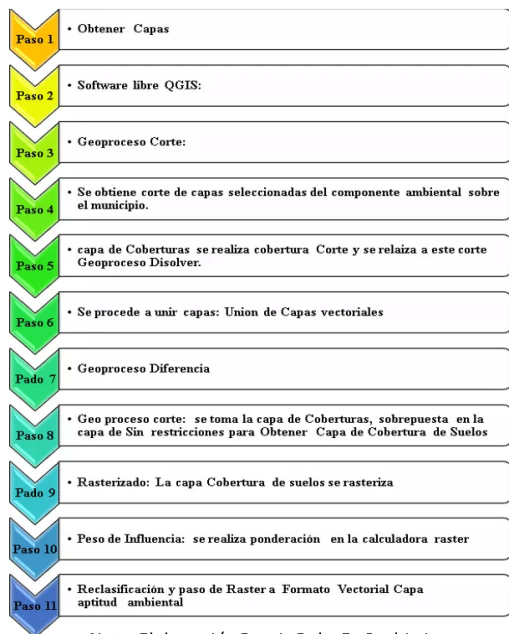 Paso 1
• Obtener Capas
Paso 2
• Software libre QGIS:
Paso 3
• Geoproceso Corte:
Paso 4
• Se obtiene corte de capas seleccionadas del componente ambiental sobre
el municipio.
Paso 5
• capa de Coberturas se realiza cobertura Corte y se relaiza a este corte
Geoproceso Disolver.
Paso 6
• Se procede a unir capas: Union de Capas vectoriales
Pado 7
• Geoproceso Diferencia
Paso 8
• Geo proceso corte: se toma la capa de Coberturas, sobrepuesta en la
capa de Sin restricciones para Obtener Capa de Cobertura de Suelos
Pado 9
• Rasterizado: La capa Cobertura de suelos se rasteriza
Paso 10
• Peso de Influencia: se realiza ponderación en la calculadora raster
Paso 11
• Reclasificación y paso de Raster a Formato Vectorial Capa
aptitud ambiental